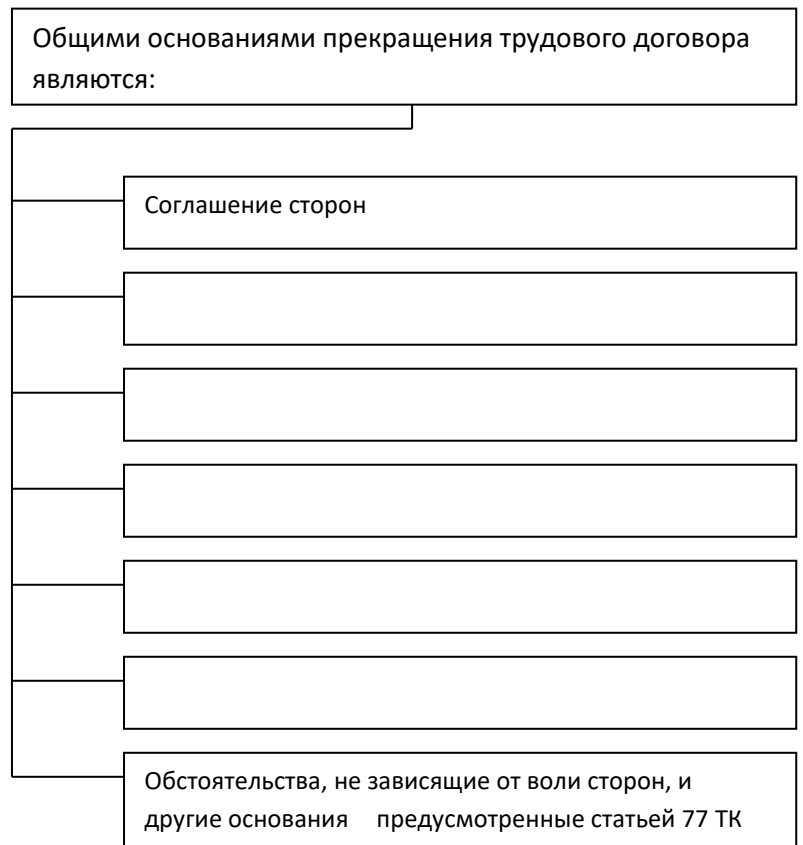 Общими основаниями прекращения трудового договора
являются:
Соглашение сторон
Обстоятельства, не зависящие от воли сторон, и
другие основания предусмотренные статьей 77 ТК